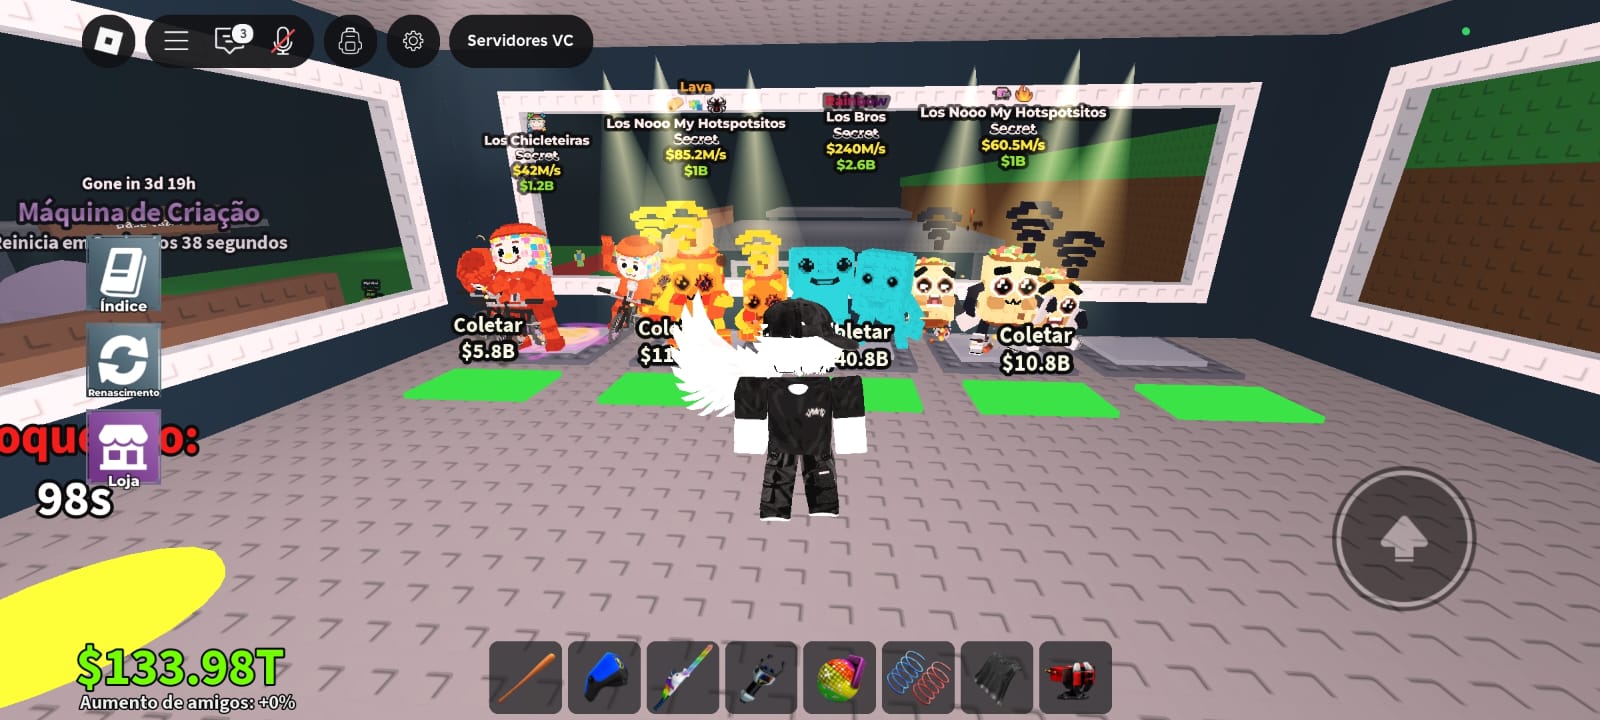 3
Servidores VC
Lava
Los Nooo My Hotspotsitos
Secret
$85.2M/s
$1B
Rainbow
Los Bros
Secret
$240M/s
$2.6B
Los Nooo My Hotspotsitos
Secret
$60.5M/s
$1B
Los Chicleteiras
Secret
$42M/s
$1.2B
Gone in 3d 19h
Máquina de Criação
38 segundos
Índice
Renascimento
Loja
98s
Coletar
$5.8B
Coletar
$10.8B
$133.98T
Aumento de amigos: +0%